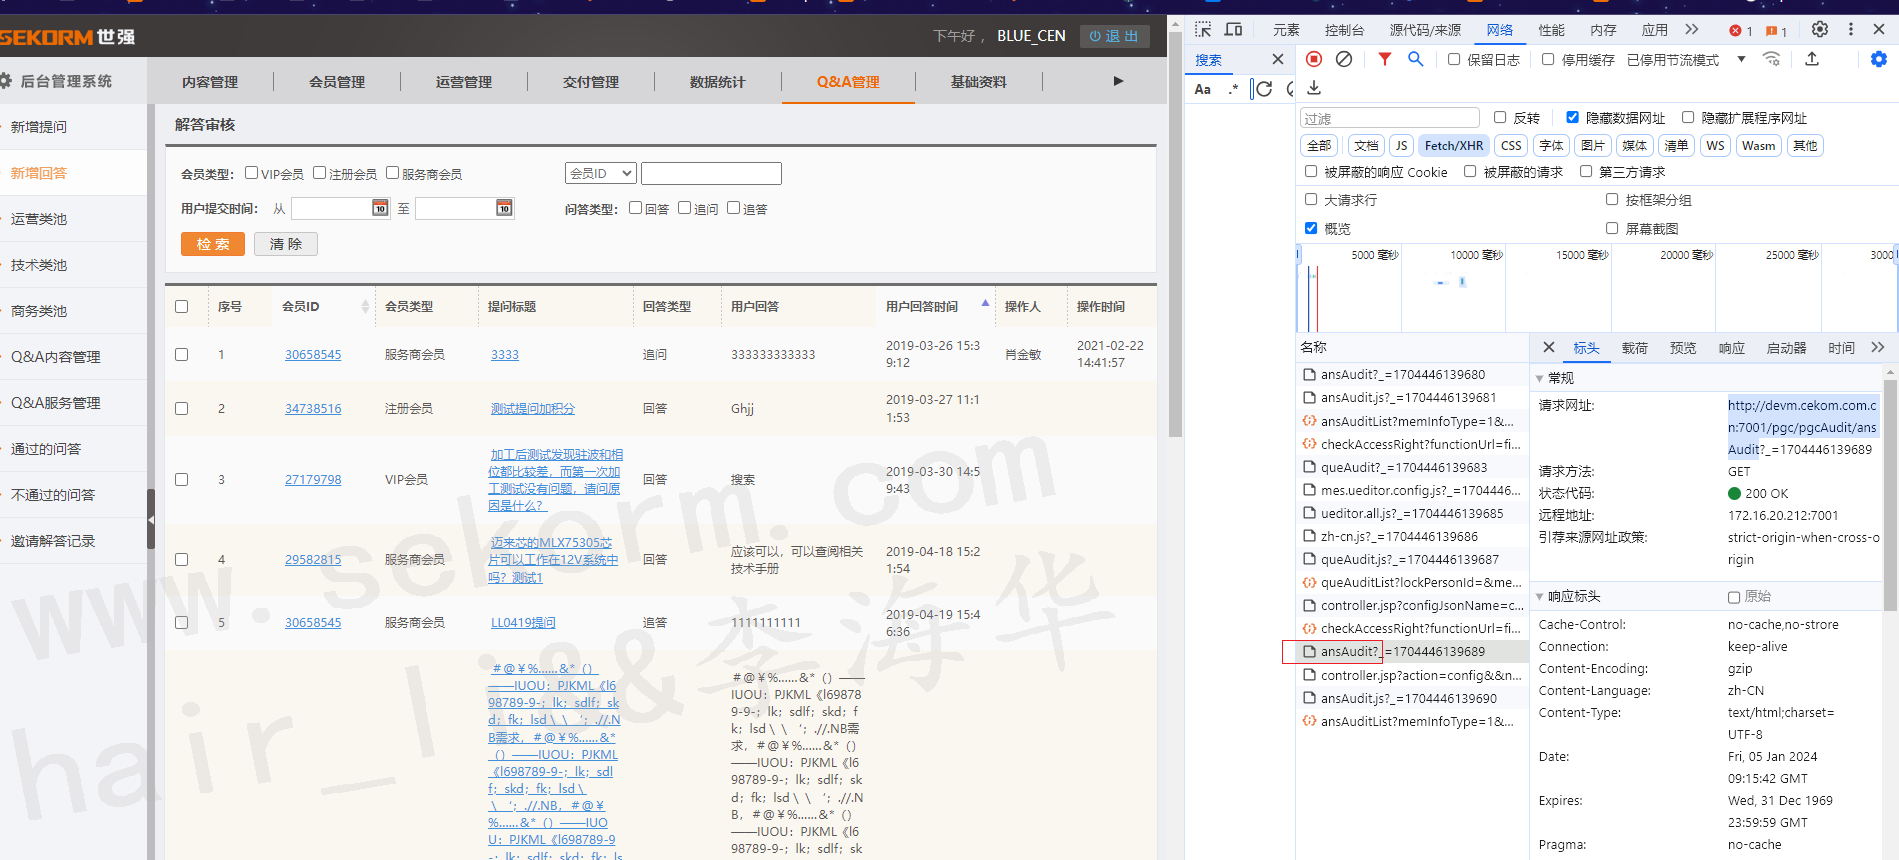 SEKORM 世强
下午好， BLUE_CEN 退 出
后台管理系统
内容管理 会员管理 运营管理 交付管理 数据统计 Q&A管理 基础资料
新增提问
新增回答
运营类池
技术类池
商务类池
Q&A内容管理
Q&A服务管理
通过的问答
不通过的问答
邀请解答记录
解答审核
会员类型： VIP会员 注册会员 服务商会员 会员ID
用户提交时间： 从 10 至 10 问答类型： 回答 追问 追答
检 索 清 除
序号 会员ID 会员类型 提问标题 回答类型 用户回答 用户回答时间 操作人 操作时间
1 30658545 服务商会员 3333 追问 333333333333 2019-03-26 15:3 肖金敏 2021-02-22
9:12 14:41:57
2 34738516 注册会员 测试提问加积分 回答 Ghjj 2019-03-27 11:1
1:53
3 27179798 VIP会员 加工后测试发现驻波和相 回答 搜索 2019-03-30 14:5
位都比较差，而第一次加 9:43
工测试没有问题，请问原
因是什么？
4 29582815 服务商会员 迈来芯的MLX75305芯 回答 应该可以，可以查阅相关 2019-04-18 15:2
片可以工作在12V系统中 技术手册 1:54
吗？测试1
5 30658545 服务商会员 LL0419提问 追答 1111111111 2019-04-19 15:4
6:36
#@¥%……&*（）
——IUOU：PJKML《l6
98789-9-；lk；sdlf；sk
d；fk；lsd\ \ ‘；.//.N
B需求，#@¥%……&*
（）——IUOU：PJKML
《l698789-9-；lk；sdl
f；skd；fk；lsd\
\ ‘；.//.NB，#@¥
%……&*（）——IUO
U：PJKML《l698789-9
-；lk；sdlf；skd；fk；ls
#@¥%……&*（）——
IUOU：PJKML《l69878
9-9-；lk；sdlf；skd；f
k；lsd\ \ ‘；.//.NB需
求，#@¥%……&*（）
——IUOU：PJKML《l6
98789-9-；lk；sdlf；sk
d；fk；lsd\ \ ‘；.//.N
B，#@¥%……&*（）
——IUOU：PJKML《l6
98789-9-；lk；sdlf；sk
www.sekorm.com
hair_li&&李海华
元素 控制台 源代码/来源 网络 性能 内存 应用 1 1
搜索
Aa .*
保留日志 停用缓存 已停用节流模式
过滤 反转 隐藏数据网址 隐藏扩展程序网址
全部 文档 JS Fetch/XHR CSS 字体 图片 媒体 清单 WS Wasm 其他
被屏蔽的响应 Cookie 被屏蔽的请求 第三方请求
大请求行 按框架分组
概览 屏幕截图
5000 毫秒 10000 毫秒 15000 毫秒 20000 毫秒 25000 毫秒 3000
名称
ansAudit?_=1704446139680
ansAudit.js?_=1704446139681
ansAuditList?memInfoType=1&...
checkAccessRight?functionUrl=fi...
queAudit?_=1704446139683
mes.ueditor.config.js?_=1704446...
ueditor.all.js?_=1704446139685
zh-cn.js?_=1704446139686
queAudit.js?_=1704446139687
queAuditList?lockPersonId=&me...
controller.jsp?configJsonName=c...
checkAccessRight?functionUrl=fi...
ansAudit?_=1704446139689
controller.jsp?action=config&&n...
ansAudit.js?_=1704446139690
ansAuditList?memInfoType=1&...
标头 载荷 预览 响应 启动器 时间
常规
请求网址: http://devm.cekom.com.c
n:7001/pgc/pgcAudit/ans
Audit?_=1704446139689
请求方法: GET
状态代码: 200 OK
远程地址: 172.16.20.212:7001
引荐来源网址政策: strict-origin-when-cross-o
rigin
响应标头 原始
Cache-Control: no-cache,no-strore
Connection: keep-alive
Content-Encoding: gzip
Content-Language: zh-CN
Content-Type: text/html;charset=
UTF-8
Date: Fri, 05 Jan 2024
09:15:42 GMT
Expires: Wed, 31 Dec 1969
23:59:59 GMT
Pragma: no-cache